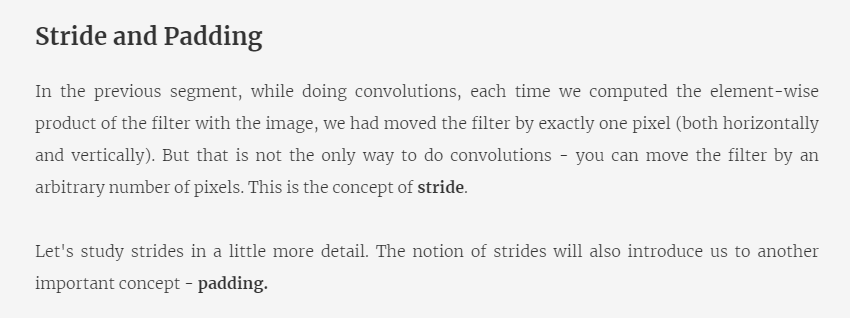 Stride and Padding
In the previous segment, while doing convolutions, each time we computed the element-wise
product of the filter with the image, we had moved the filter by exactly one pixel (both horizontally
and vertically). But that is not the only way to do convolutions - you can move the filter by an
arbitrary number of pixels. This is the concept of stride.
Let's study strides in a little more detail. The notion of strides will also introduce us to another
important concept - padding.